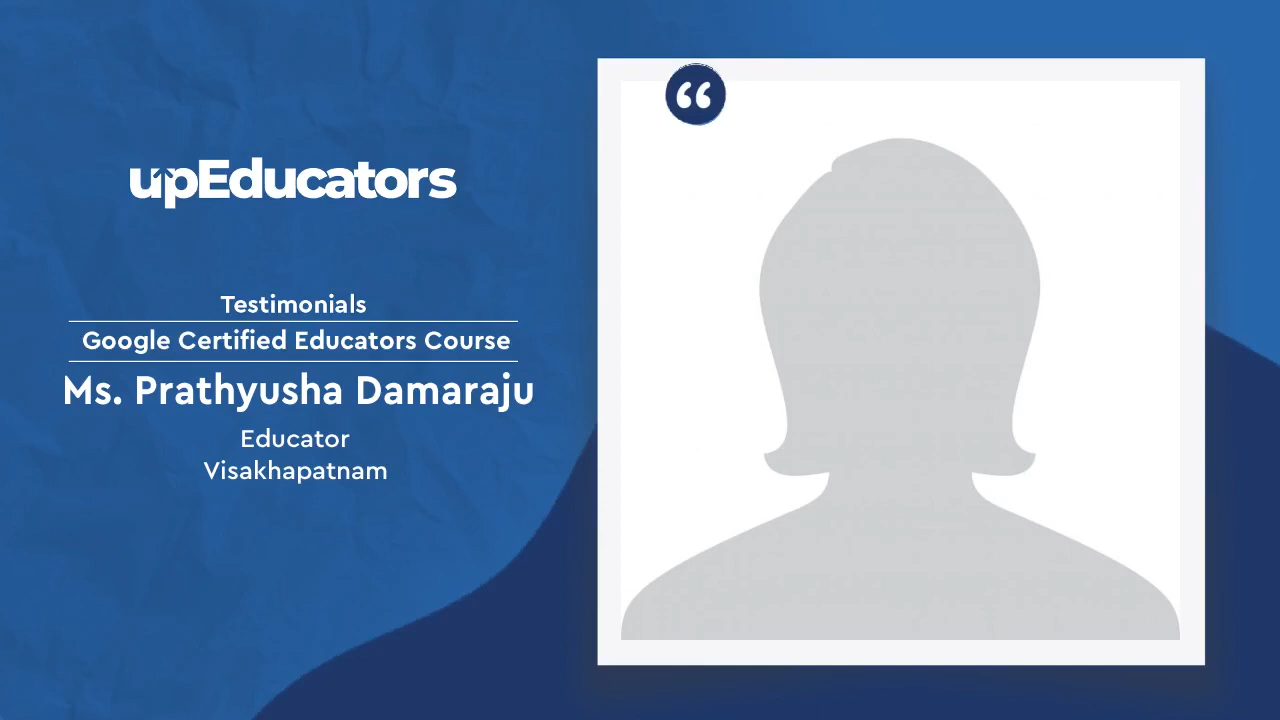 upEducators
Testimonials
Google Certified Educators Course
Ms. Prathyusha Damaraju
Educator
Visakhapatnam